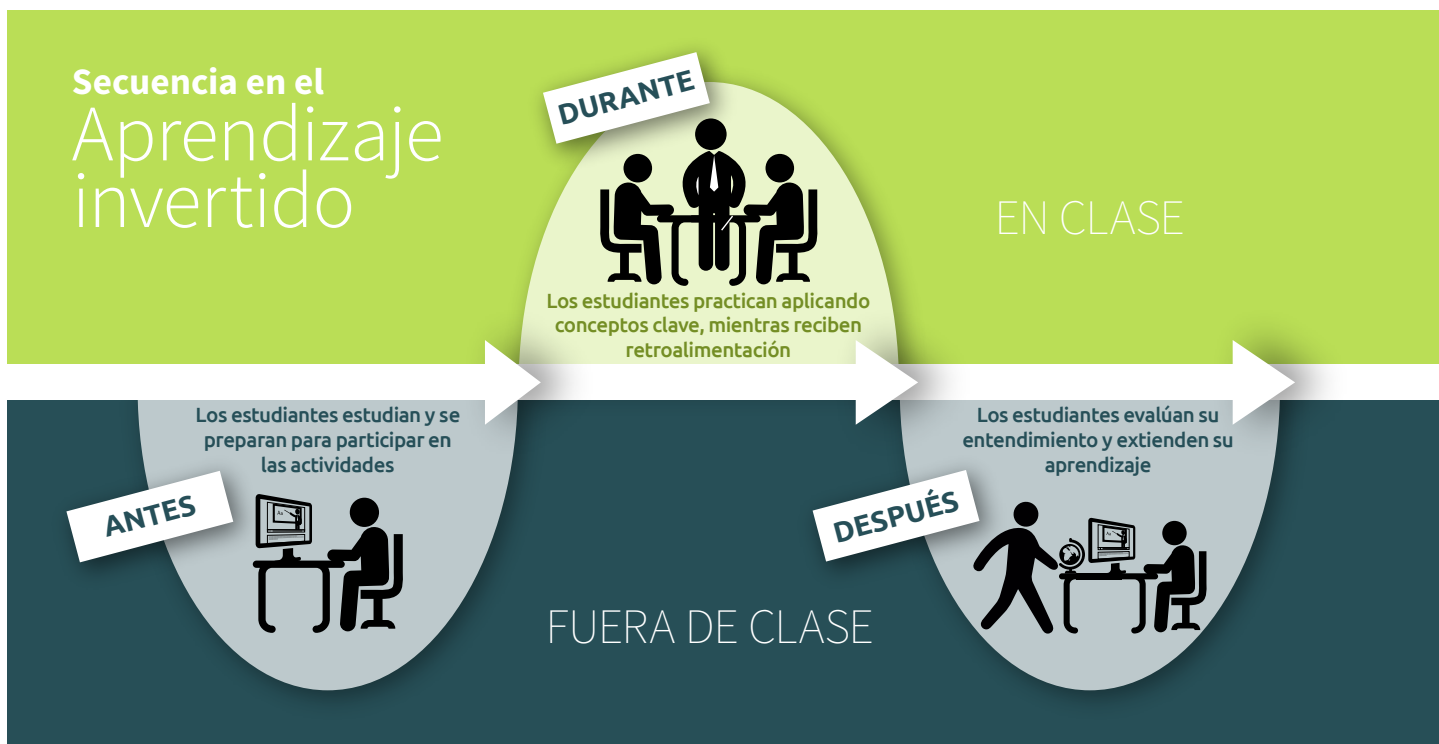 Secuencia en el
Aprendizaje
invertido
DURANTE
EN CLASE
Los estudiantes practican aplicando
conceptos clave, mientras reciben
retroalimentación
Los estudiantes estudian y se
preparan para participar en
las actividades
ANTES
Los estudiantes evalúan su
entendimiento y extienden su
aprendizaje
DESPUÉS
FUERA DE CLASE